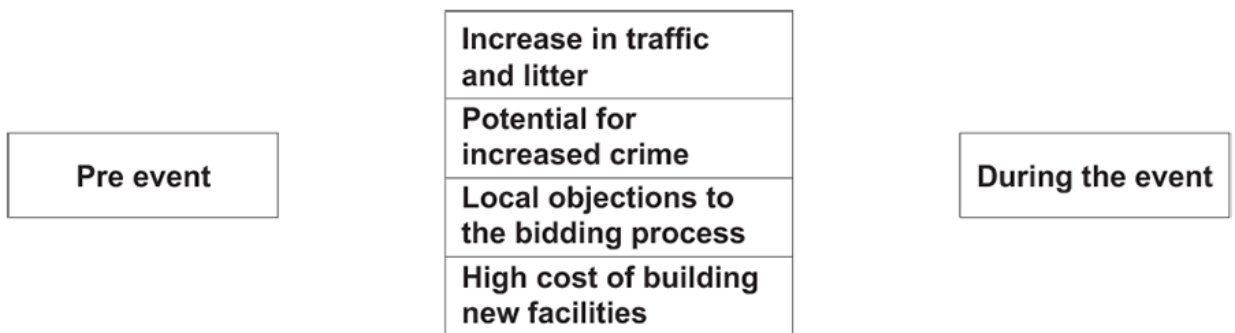 Increase in traffic
and litter
Potential for
increased crime
Pre event
During the event
Local objections to
the bidding process
High cost of building
new facilities